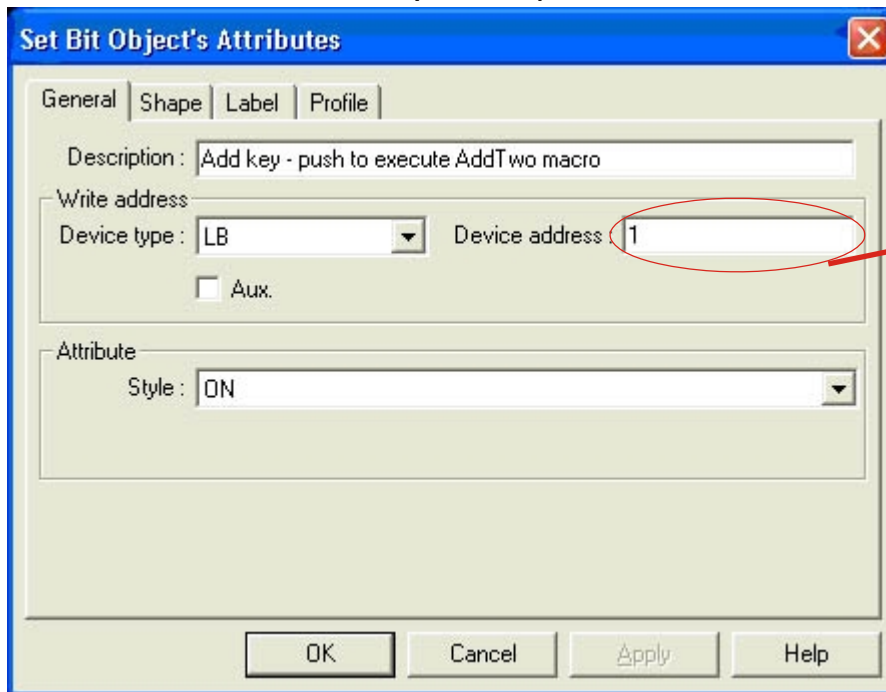 Set Bit Object's Attributes
General Shape Label Profile
Description : Add key - push to execute AddTwo macro
Write address
Device type : LB Device address : 1
Aux.
Attribute
Style : ON
OK Cancel Apply Help